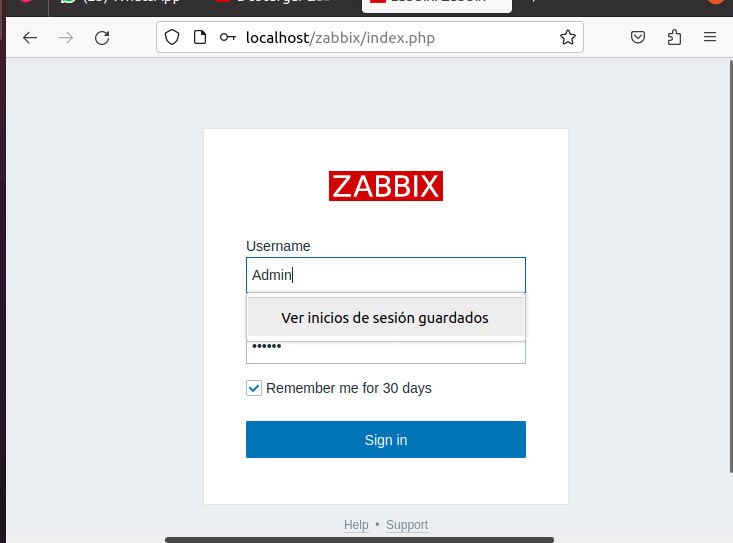 localhost/zabbix/index.php
ZABBIX
Username
Admin
Ver inicios de sesión guardados
••••••
Remember me for 30 days
Sign in
Help • Support